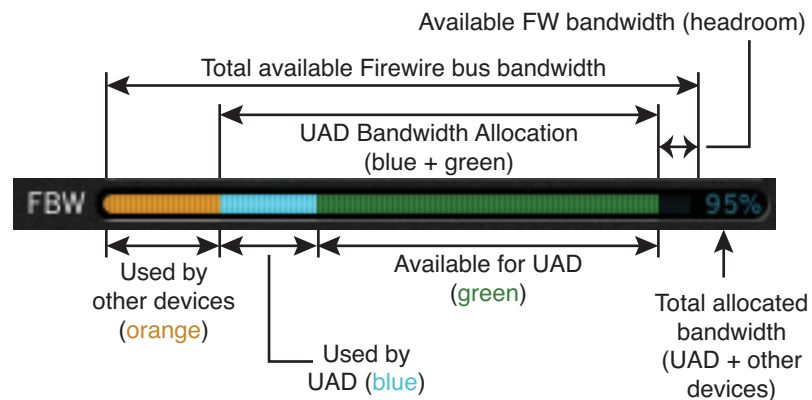 Available FW bandwidth (headroom)
Total available Firewire bus bandwidth
UAD Bandwidth Allocation
(blue + green)
FBW
95%
Used by
other devices
(orange)
Available for UAD
(green)
Total allocated
bandwidth
(UAD + other
devices)
Used by
UAD (blue)